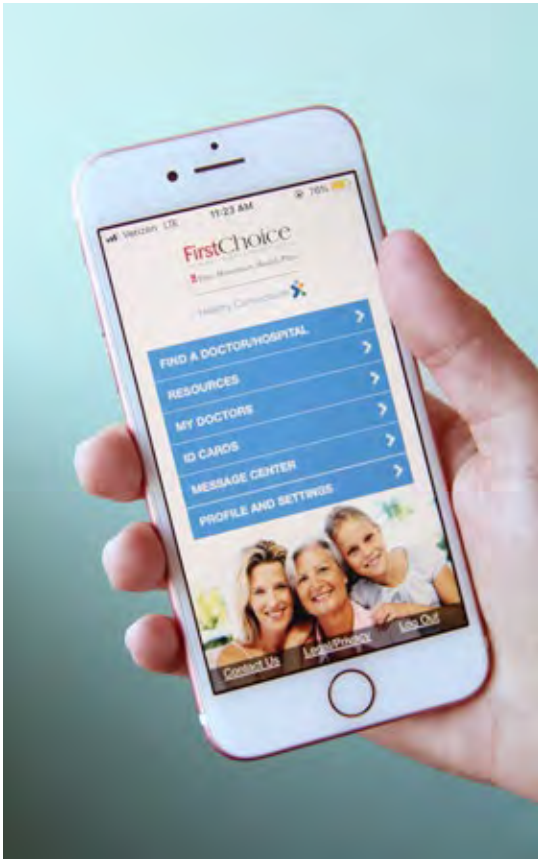 Verizon LTE 11:23 AM 76%
FirstChoice
Healthy Connections
FIND A DOCTOR/HOSPITAL
RESOURCES
MY DOCTORS
ID CARDS
MESSAGE CENTER
PROFILE AND SETTINGS
Contact Us Legal/Privacy Log Out